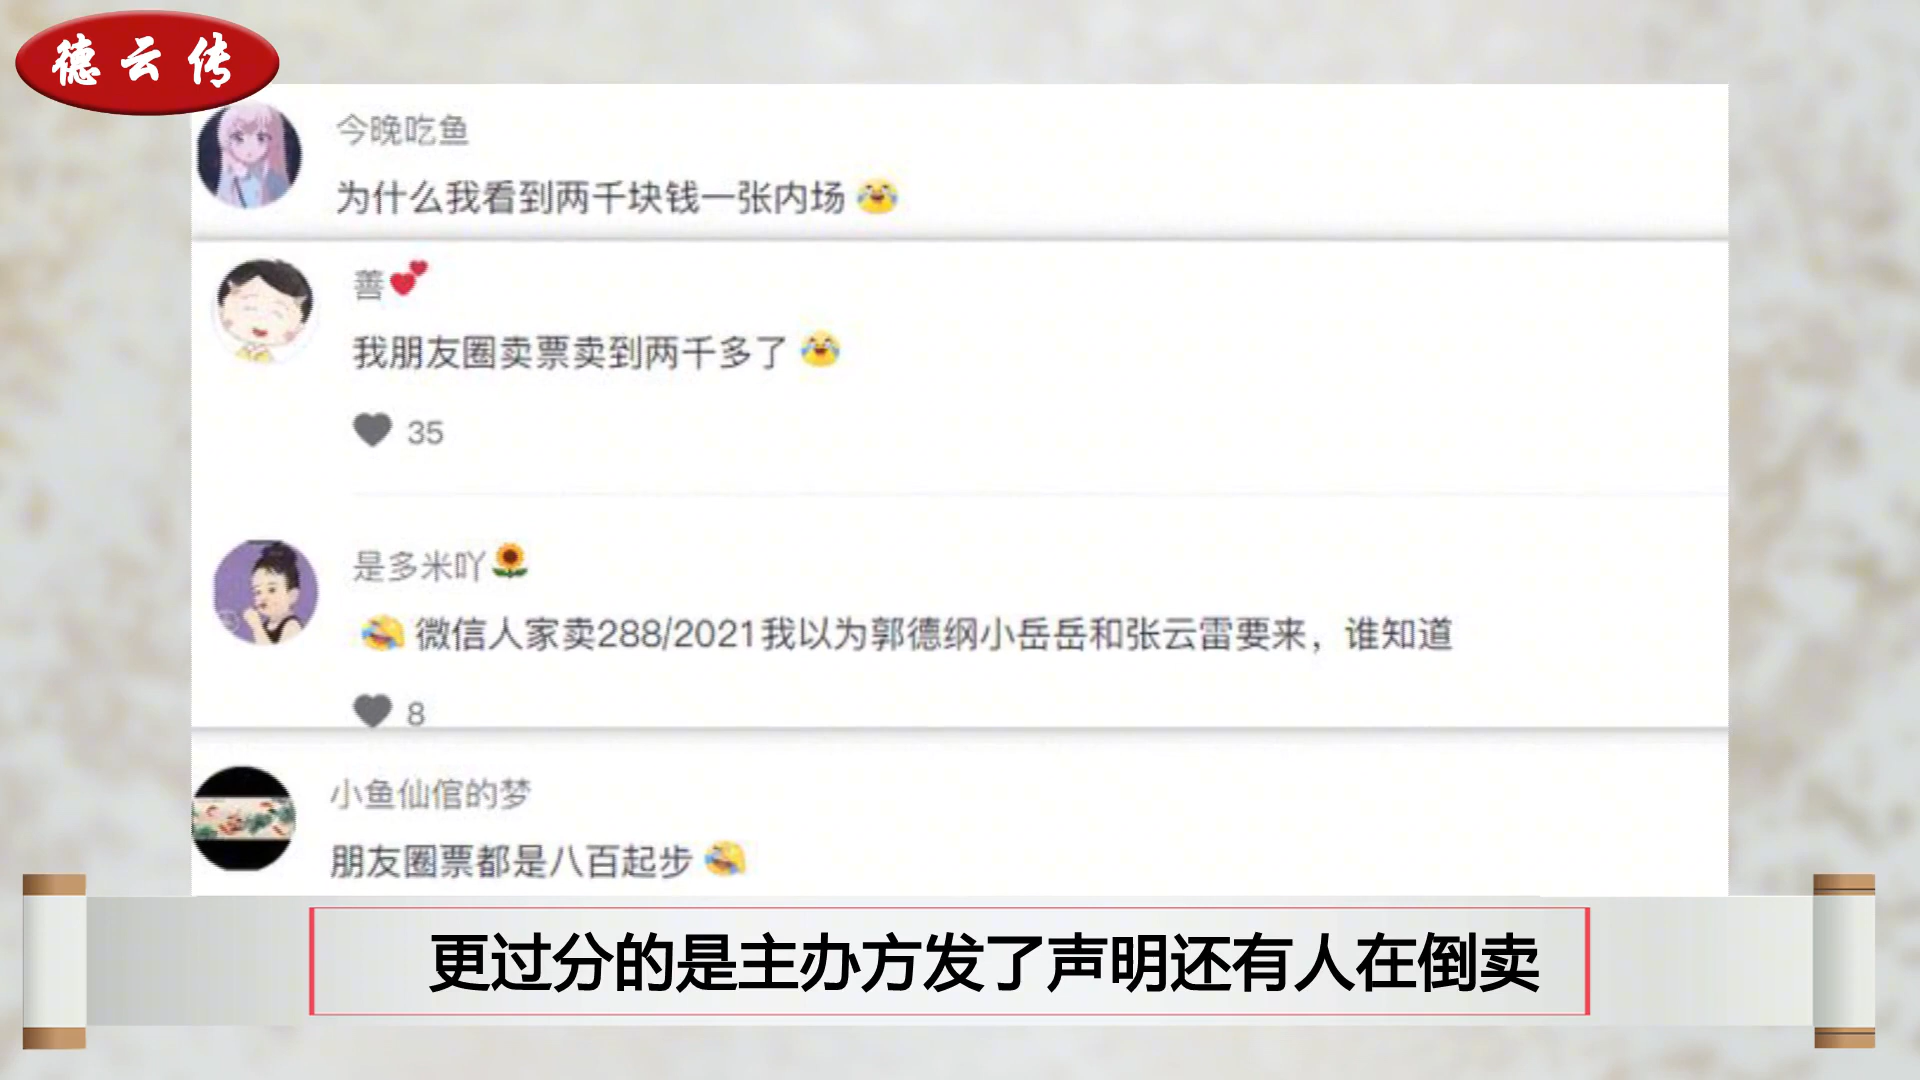 德云传
今晚吃鱼
为什么我看到两千块钱一张内场😂
善💕
我朋友圈卖票卖到两千多了😂
35
是多米吖🌻
🤣微信人家卖288/2021我以为郭德纲小岳岳和张云雷要来，谁知道
8
小鱼仙倌的梦
朋友圈票都是八百起步🤣
更过分的是主办方发了声明还有人在倒卖